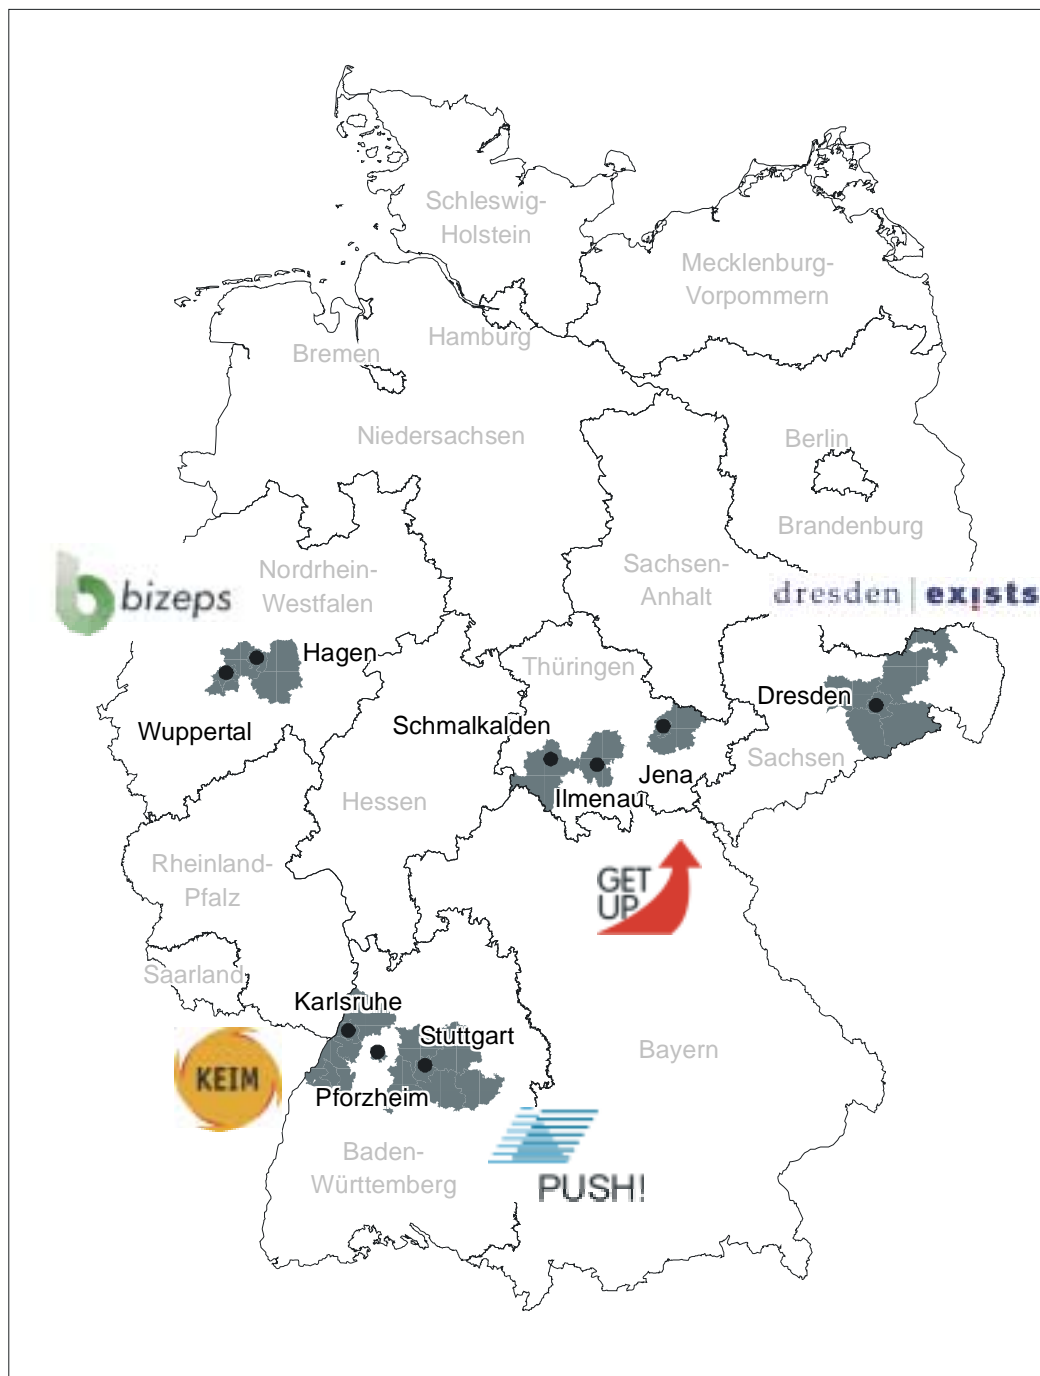 Schleswig-
Holstein
Mecklenburg-
Vorpommern
Hamburg
Bremen
Niedersachsen
Berlin
Brandenburg
Nordrhein-
Westfalen
Sachsen-
Anhalt
bizeps
dresden | exists
Hagen
Thüringen
Dresden
Wuppertal
Schmalkalden
Jena
Sachsen
Ilmenau
Hessen
Rheinland-
Pfalz
GET
UP
Saarland
Karlsruhe
Stuttgart
Bayern
KEIM
Pforzheim
Baden-
Württemberg
PUSH!